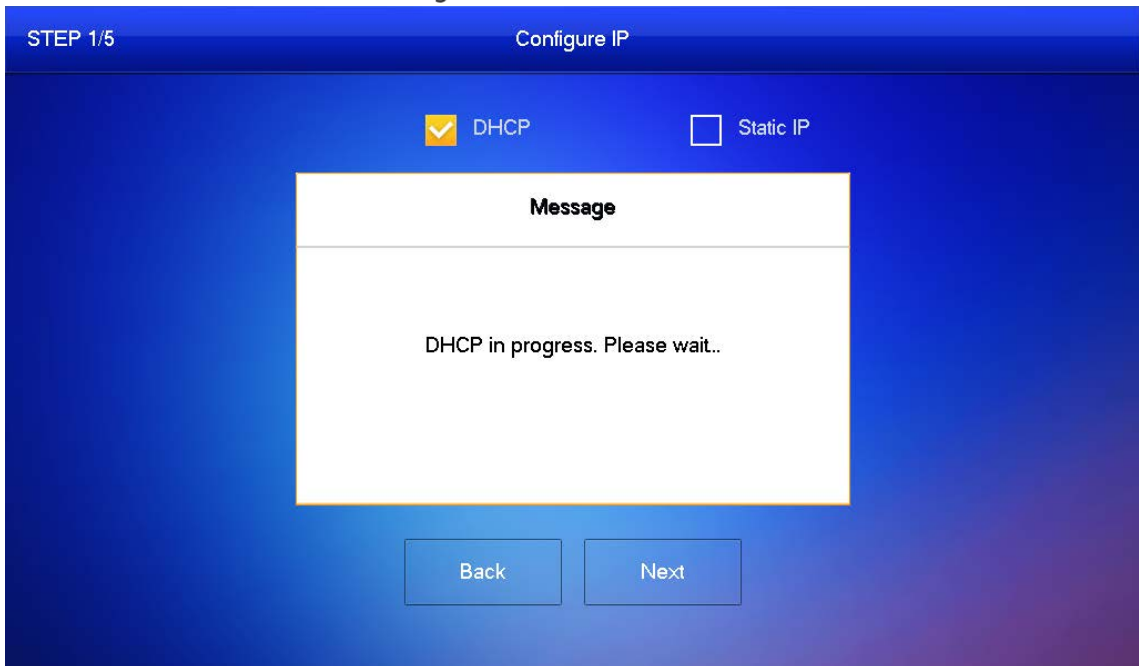 STEP 1/5
Configure IP
DHCP
Static IP
Message
DHCP in progress. Please wait..
Back
Next